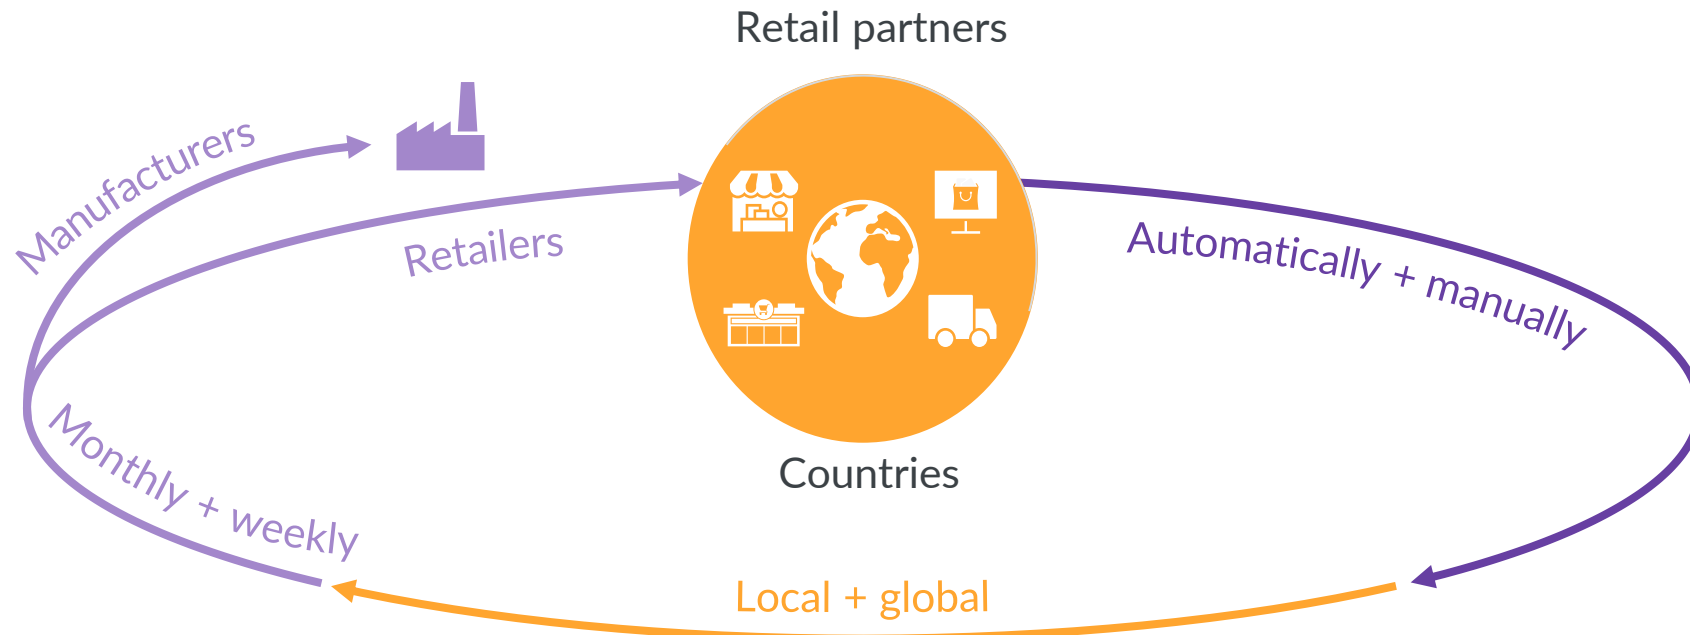 Retail partners
Manufacturers
Retailers
Automatically + manually
Countries
Monthly + weekly
Local + global